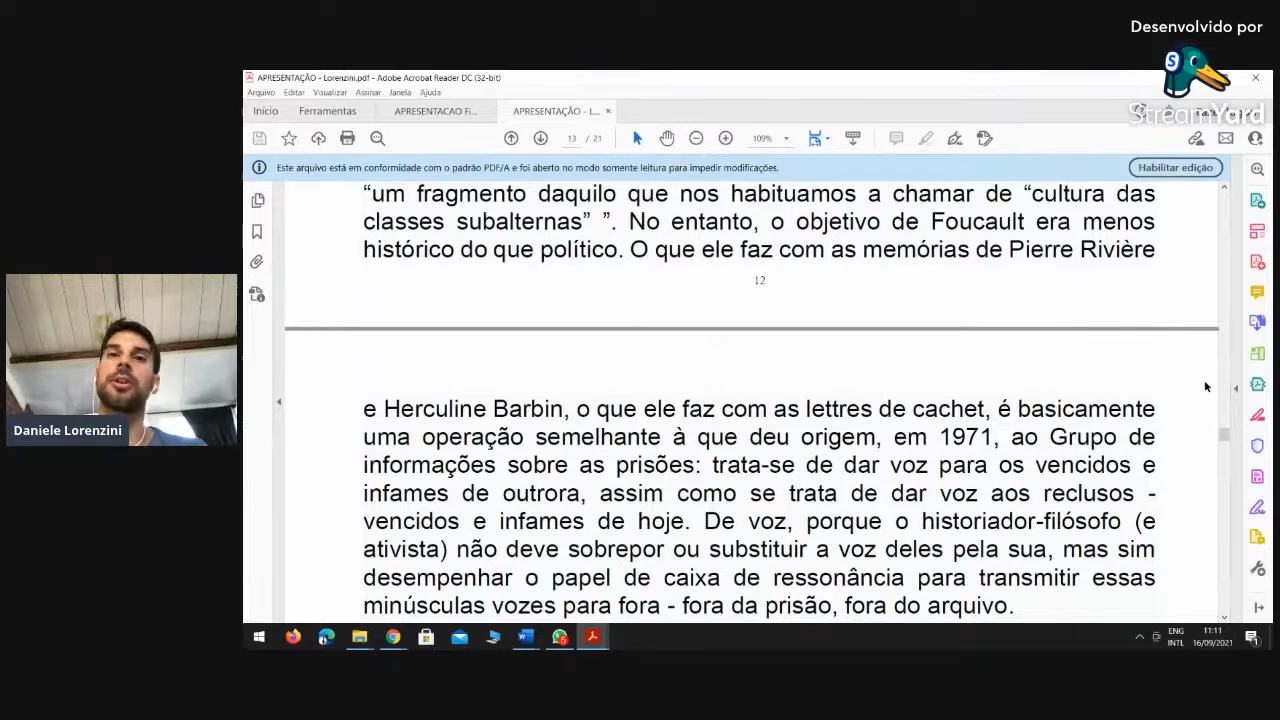 Desenvolvido por
StreamYard
APRESENTAÇÃO - Lorenzini.pdf - Adobe Acrobat Reader DC (32-bit)
Arquivo Editar Visualizar Assinar Janela Ajuda
Início Ferramentas APRESENTACAO Fi... APRESENTAÇÃO - L... ×
13 / 21 109%
Este arquivo está em conformidade com o padrão PDF/A e foi aberto no modo somente leitura para impedir modificações. Habilitar edição
“um fragmento daquilo que nos habituamos a chamar de “cultura das
classes subalternas” ”. No entanto, o objetivo de Foucault era menos
histórico do que político. O que ele faz com as memórias de Pierre Rivière
12
e Herculine Barbin, o que ele faz com as lettres de cachet, é basicamente
uma operação semelhante à que deu origem, em 1971, ao Grupo de
informações sobre as prisões: trata-se de dar voz para os vencidos e
infames de outrora, assim como se trata de dar voz aos reclusos -
vencidos e infames de hoje. De voz, porque o historiador-filósofo (e
ativista) não deve sobrepor ou substituir a voz deles pela sua, mas sim
desempenhar o papel de caixa de ressonância para transmitir essas
minúsculas vozes para fora - fora da prisão, fora do arquivo.
Daniele Lorenzini
ENG 11:11
INTL 16/09/2021